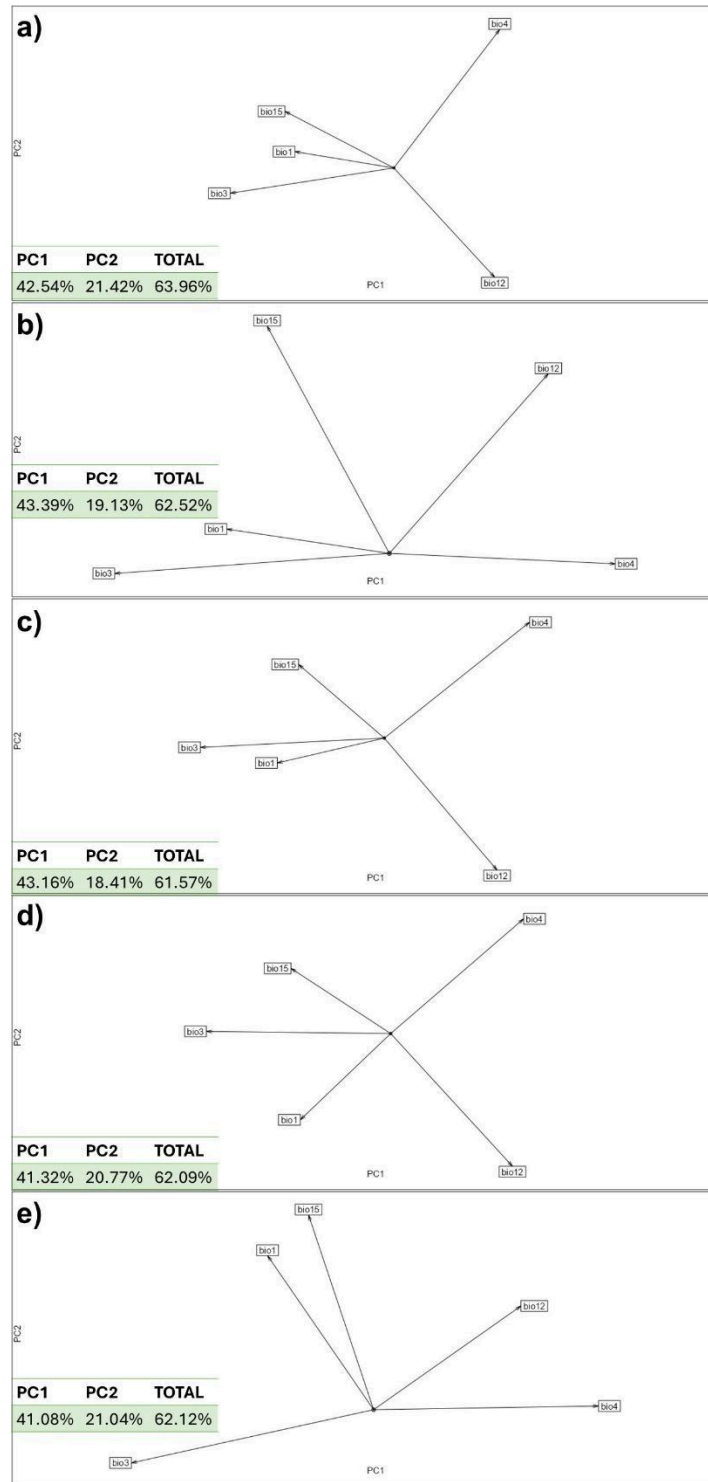 a)
bio4
bio15
bio1
PC2
bio3
PC1 PC2 TOTAL
42.54% 21.42% 63.96%
bio12
PC1
b)
bio15
bio12
PC2
PC1 PC2 TOTAL
43.39% 19.13% 62.52%
bio1
bio4
bio3
PC1
c)
bio4
bio15
PC2
bio3
bio1
PC1 PC2 TOTAL
43.16% 18.41% 61.57%
bio12
PC1
d)
bio4
bio15
PC2
bio3
bio1
PC1 PC2 TOTAL
41.32% 20.77% 62.09%
bio12
PC1
e)
bio15
bio1
bio12
PC2
PC1 PC2 TOTAL
41.08% 21.04% 62.12%
bio4
bio3
PC1